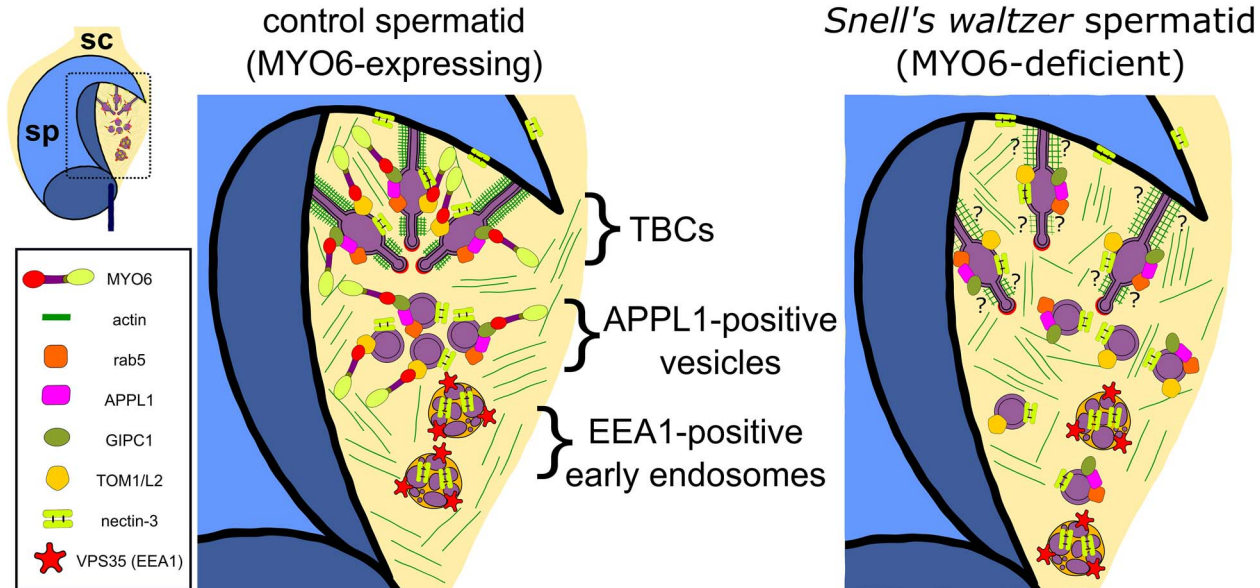 sc
sp
control spermatid
(MYO6-expressing)
Snell's waltzer spermatid
(MYO6-deficient)
MYO6
actin
rab5
APPL1
GIPC1
TOM1/L2
nectin-3
VPS35 (EEA1)
} TBCs
} APPL1-positive
vesicles
} EEA1-positive
early endosomes
? ?
? ?
? ?
? ?
? ?
? ?